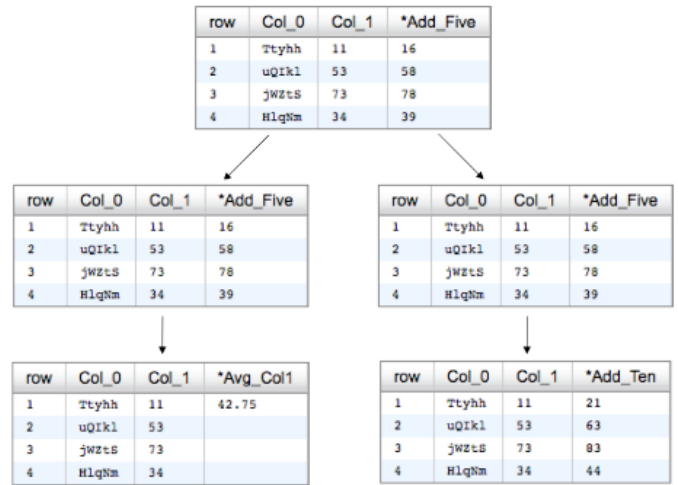 row Col_0 Col_1 *Add_Five
1 Ttyhh 11 16
2 uQIkl 53 58
3 jWZtS 73 78
4 HlqNm 34 39
row Col_0 Col_1 *Add_Five
1 Ttyhh 11 16
2 uQIkl 53 58
3 jWZtS 73 78
4 HlqNm 34 39
row Col_0 Col_1 *Add_Five
1 Ttyhh 11 16
2 uQIkl 53 58
3 jWZtS 73 78
4 HlqNm 34 39
row Col_0 Col_1 *Avg_Col1
1 Ttyhh 11 42.75
2 uQIkl 53
3 jWZtS 73
4 HlqNm 34
row Col_0 Col_1 *Add_Ten
1 Ttyhh 11 21
2 uQIkl 53 63
3 jWZtS 73 83
4 HlqNm 34 44